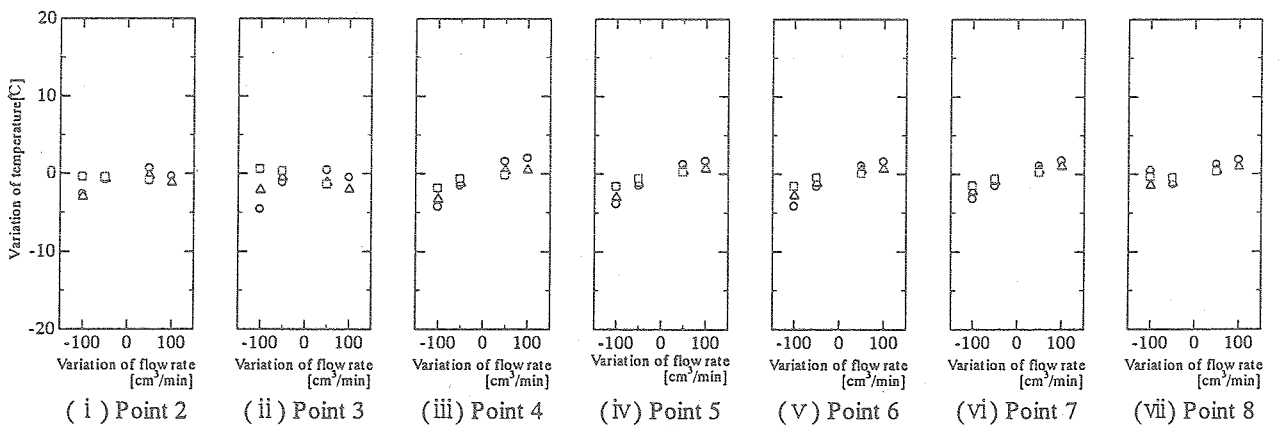 Variation of temperature[℃]
20
10
0
-10
-20
-100 0 100
-100 0 100
-100 0 100
-100 0 100
-100 0 100
-100 0 100
-100 0 100
Variation of flow rate
[cm³/min]
Variation of flow rate
[cm³/min]
Variation of flow rate
[cm³/min]
Variation of flow rate
[cm³/min]
Variation of flow rate
[cm³/min]
Variation of flow rate
[cm³/min]
Variation of flow rate
[cm³/min]
(ⅰ) Point 2
(ⅱ) Point 3
(ⅲ) Point 4
(ⅳ) Point 5
(ⅴ) Point 6
(ⅵ) Point 7
(ⅶ) Point 8